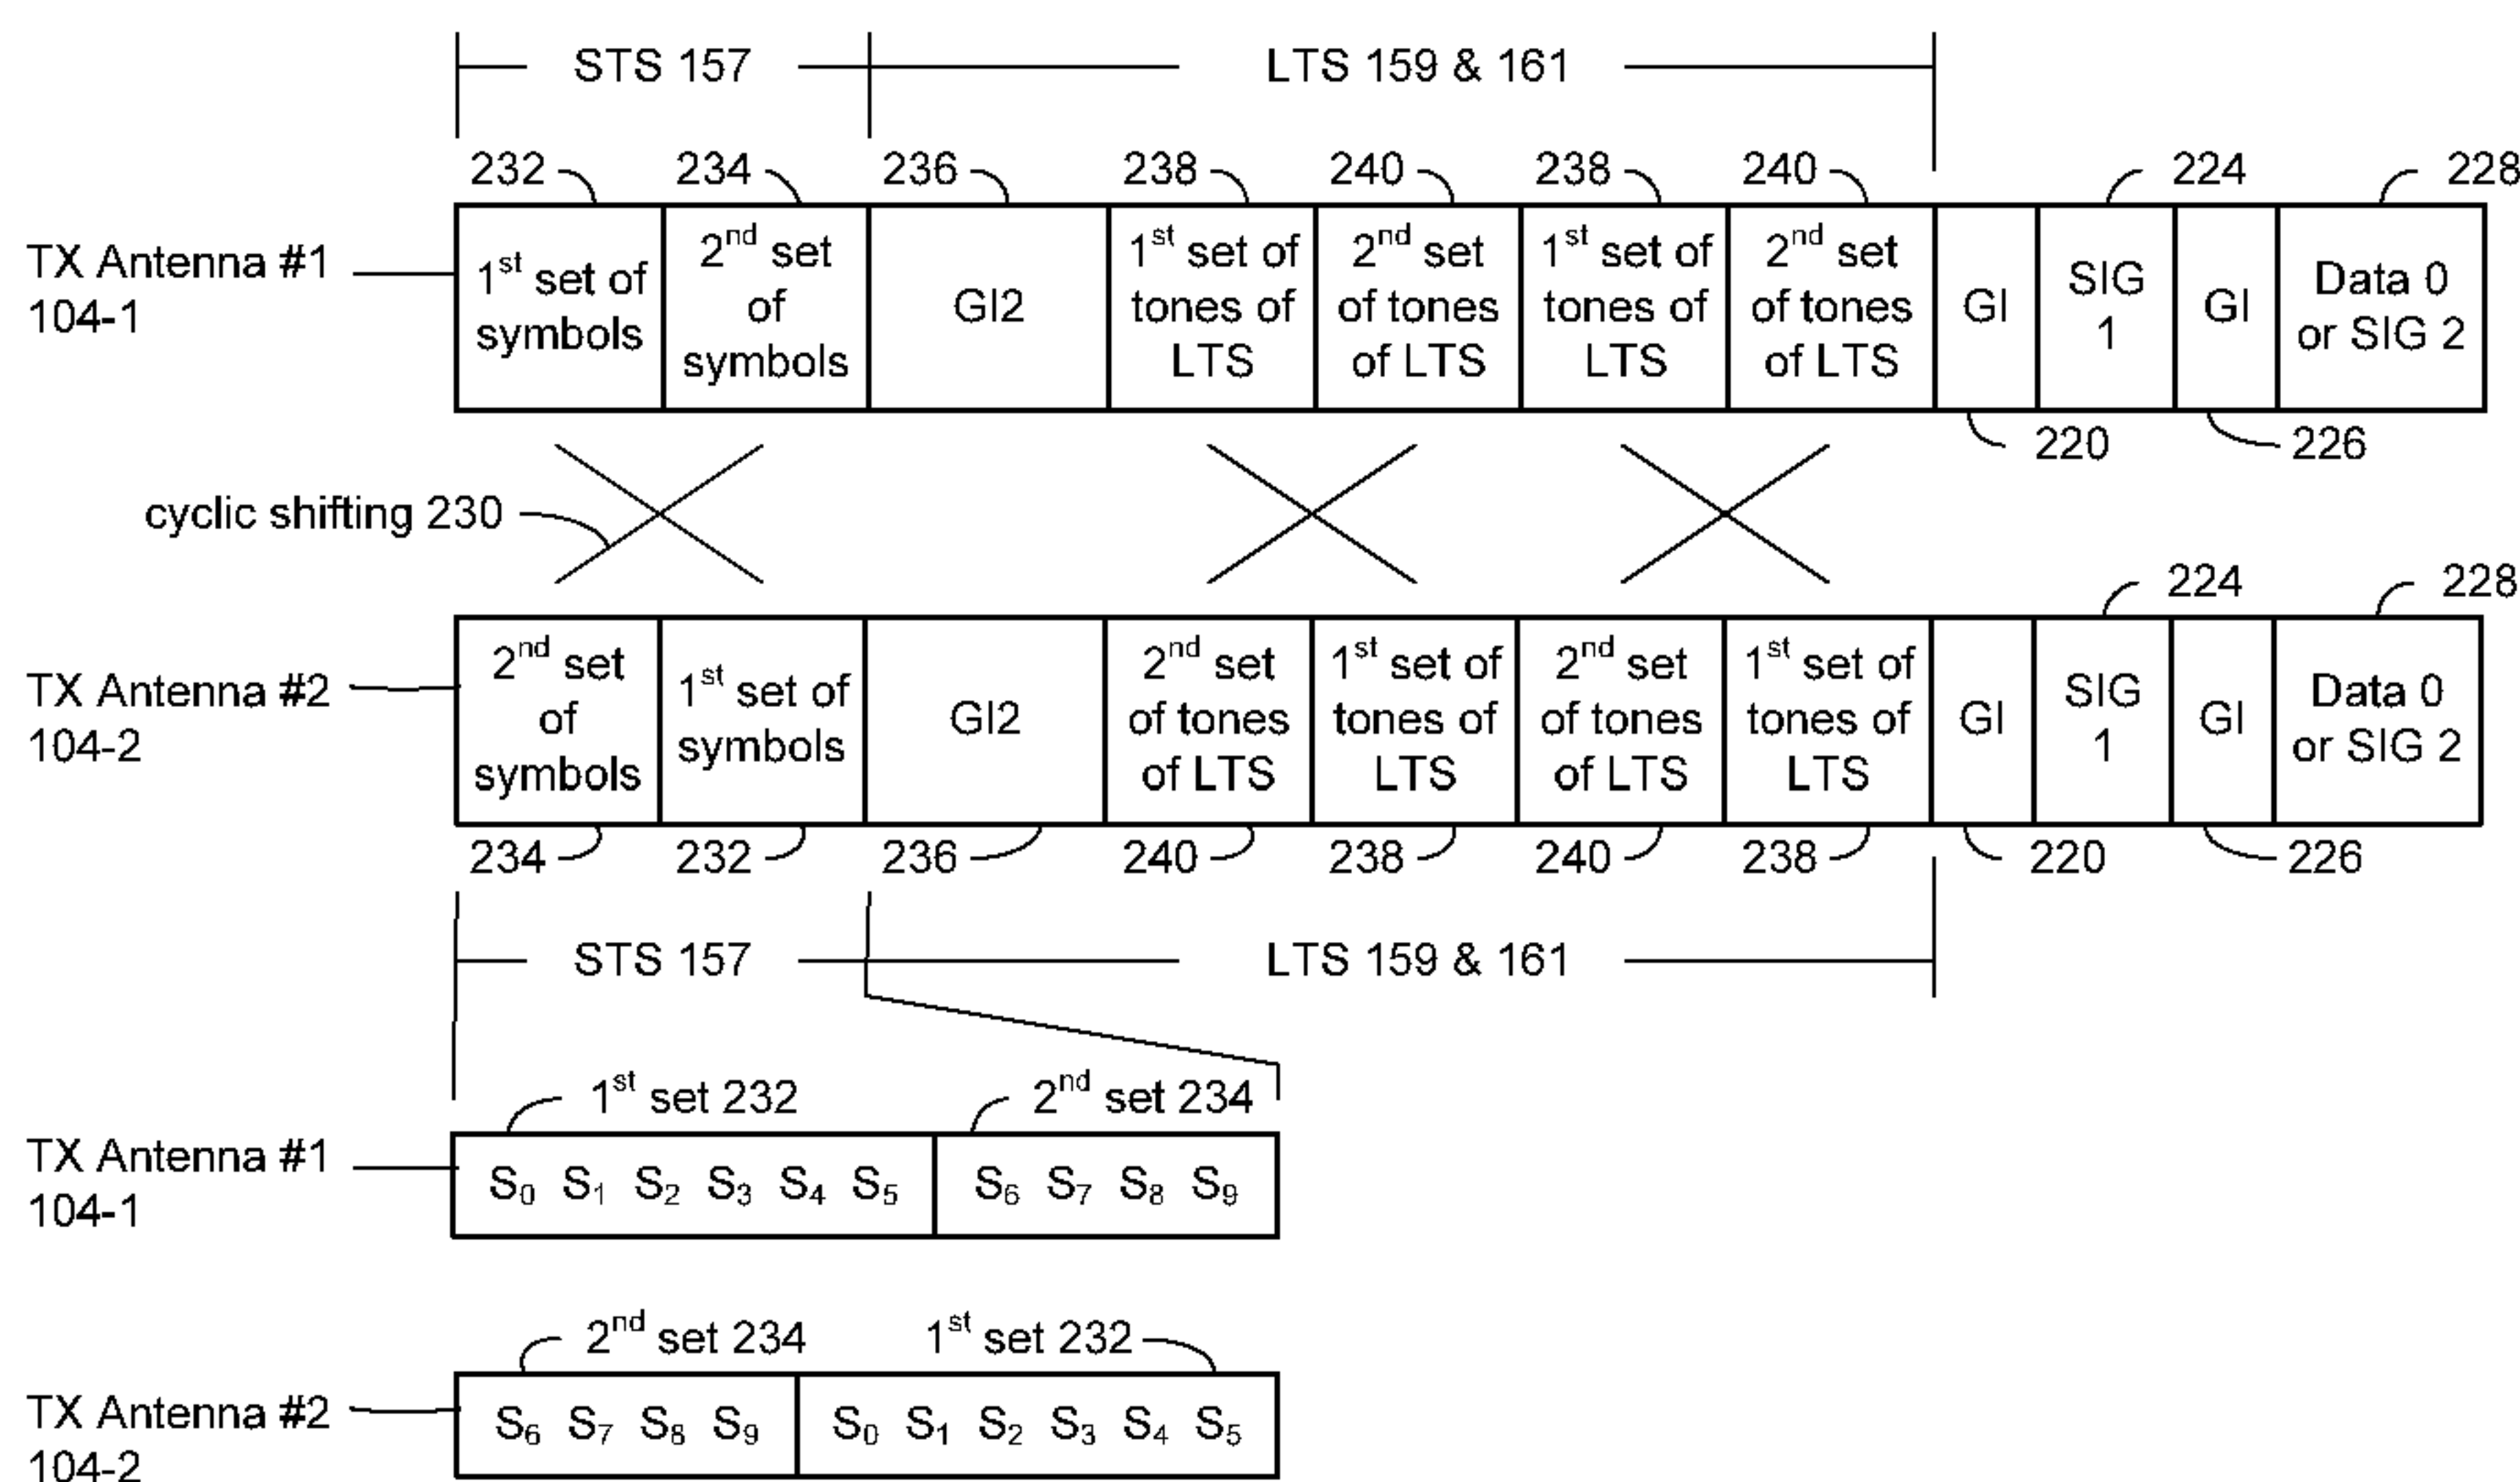 STS 157 LTS 159 & 161
232 234 236 238 240 238 240 224 228
TX Antenna #1
104-1
1st set of
symbols
2nd set
of
symbols
GI2
1st set of
tones of
LTS
2nd set
of tones
of LTS
1st set of
tones of
LTS
2nd set
of tones
of LTS
GI
SIG
1
GI
Data 0
or SIG 2
220 226
cyclic shifting 230
224 228
TX Antenna #2
104-2
2nd set
of
symbols
1st set of
symbols
GI2
2nd set
of tones
of LTS
1st set of
tones of
LTS
2nd set
of tones
of LTS
1st set of
tones of
LTS
GI
SIG
1
GI
Data 0
or SIG 2
234 232 236 240 238 240 238 220 226
STS 157 LTS 159 & 161
1st set 232 2nd set 234
TX Antenna #1
104-1
S0 S1 S2 S3 S4 S5 S6 S7 S8 S9
2nd set 234 1st set 232
TX Antenna #2
104-2
S6 S7 S8 S9 S0 S1 S2 S3 S4 S5